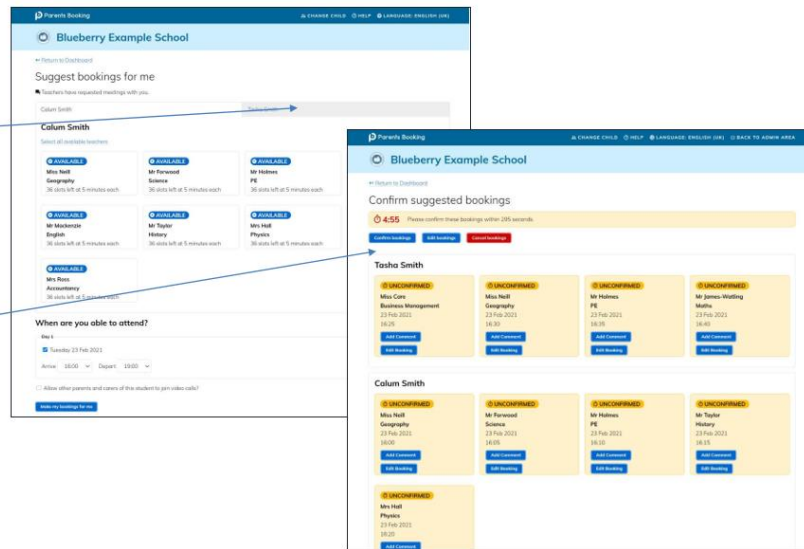 Parents Booking
CHANGE CHILD HELP LANGUAGE: ENGLISH (UK)
Blueberry Example School
Return to Dashboard
Suggest bookings for me
Teachers have requested meetings with you.
Calum Smith Tasha Smith
Calum Smith
Select all available teachers
AVAILABLE AVAILABLE AVAILABLE
Miss Neill Mr Forwood Mr Holmes
Geography Science PE
36 slots left at 5 minutes each 36 slots left at 5 minutes each 36 slots left at 5 minutes each
AVAILABLE AVAILABLE AVAILABLE
Mr Mackenzie Mr Taylor Mrs Hall
English History Physics
36 slots left at 5 minutes each 36 slots left at 5 minutes each 36 slots left at 5 minutes each
AVAILABLE
Mrs Ross
Accountancy
36 slots left at 5 minutes each
When are you able to attend?
Day 1
Tuesday 23 Feb 2021
Arrive 16:00 Depart 19:00
Allow other parents and carers of this student to join video calls?
Make my bookings for me
Parents Booking
CHANGE CHILD HELP LANGUAGE: ENGLISH (UK) BACK TO ADMIN AREA
Blueberry Example School
Return to Dashboard
Confirm suggested bookings
4:55 Please confirm these bookings within 295 seconds.
Confirm bookings Edit bookings Cancel bookings
Tasha Smith
UNCONFIRMED UNCONFIRMED UNCONFIRMED UNCONFIRMED
Miss Care Miss Neill Mr Holmes Mr James-Watling
Business Management Geography PE Maths
23 Feb 2021 23 Feb 2021 23 Feb 2021 23 Feb 2021
16:25 16:30 16:35 16:40
Add Comment Add Comment Add Comment Add Comment
Edit Booking Edit Booking Edit Booking Edit Booking
Calum Smith
UNCONFIRMED UNCONFIRMED UNCONFIRMED UNCONFIRMED
Miss Neill Mr Forwood Mr Holmes Mr Taylor
Geography Science PE History
23 Feb 2021 23 Feb 2021 23 Feb 2021 23 Feb 2021
16:00 16:05 16:10 16:15
Add Comment Add Comment Add Comment Add Comment
Edit Booking Edit Booking Edit Booking Edit Booking
UNCONFIRMED
Mrs Hall
Physics
23 Feb 2021
16:20
Add Comment